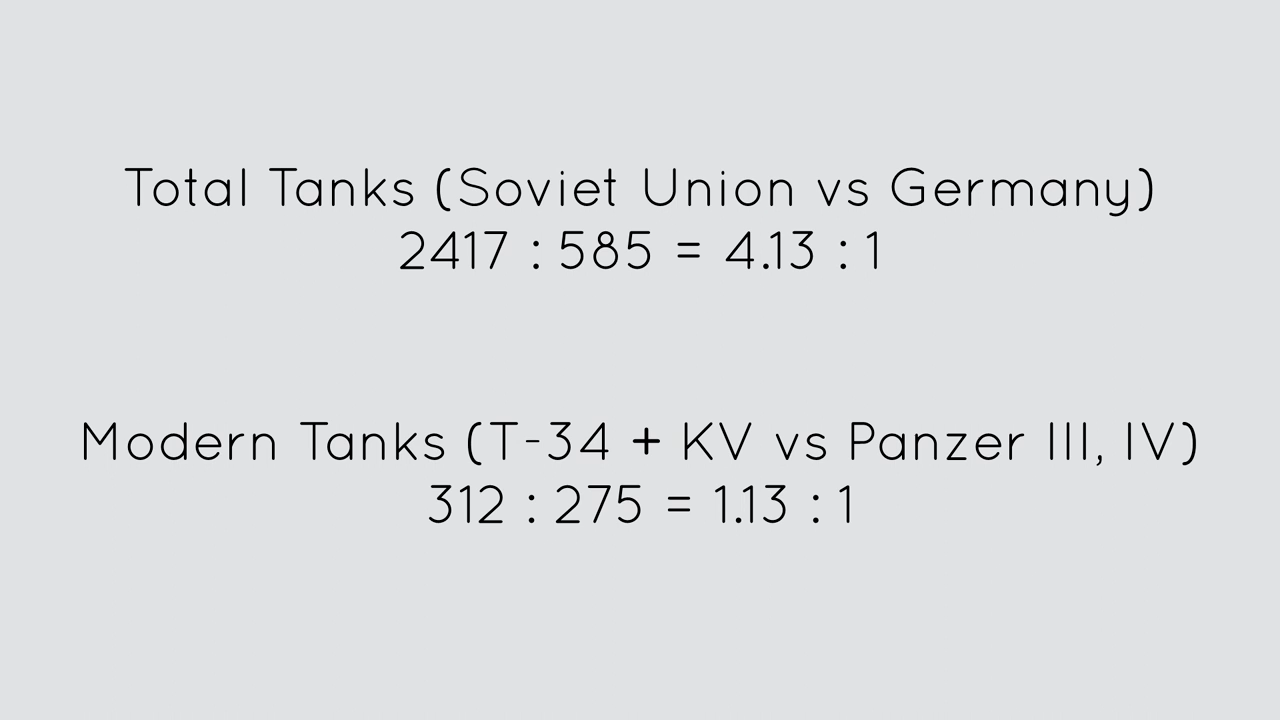 Total Tanks (Soviet Union vs Germany)
2417 : 585 = 4.13 : 1
Modern Tanks (T-34 + KV vs Panzer III, IV)
312 : 275 = 1.13 : 1